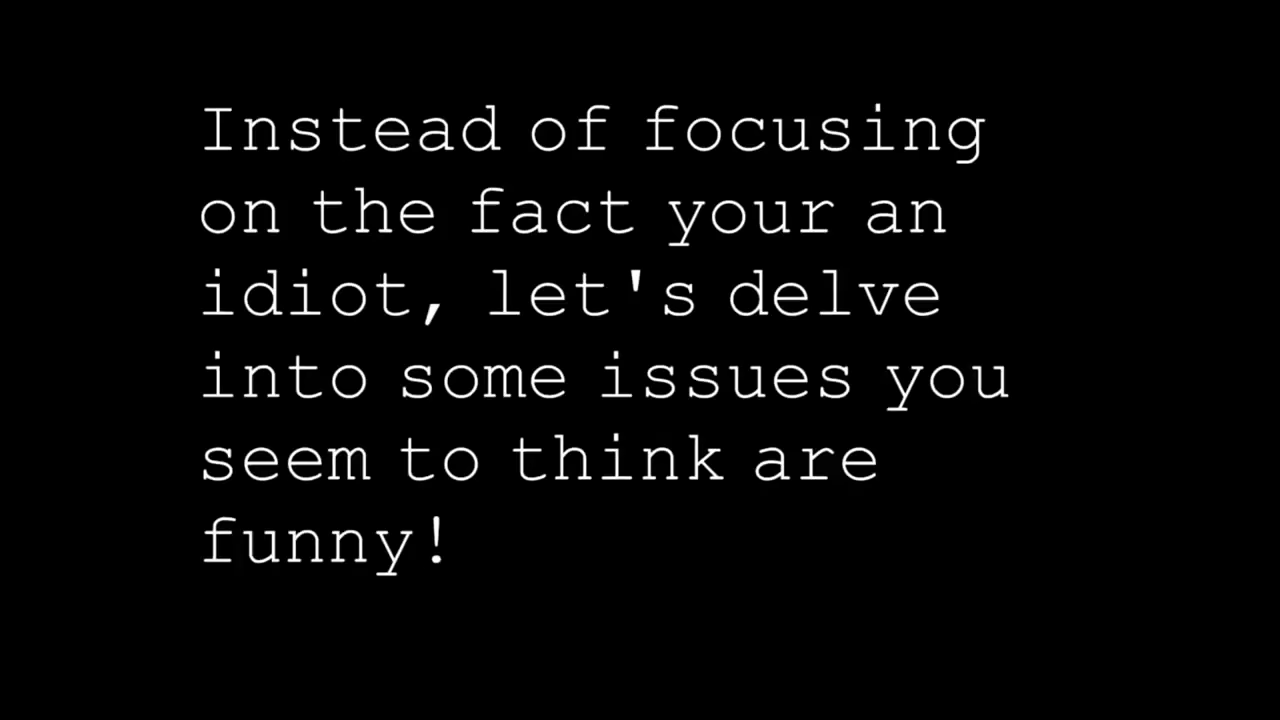 Instead of focusing
on the fact your an
idiot, let's delve
into some issues you
seem to think are
funny!